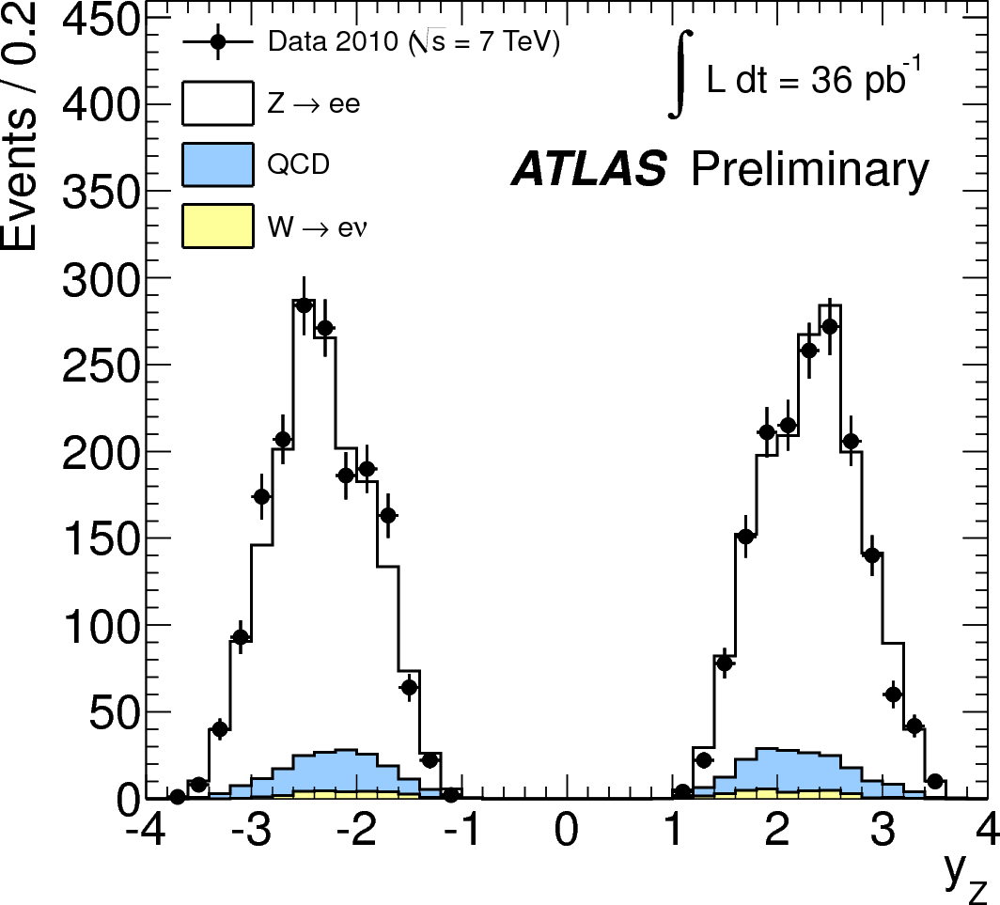 Events / 0.2
450
400
350
300
250
200
150
100
50
0
Data 2010 (√s = 7 TeV)
Z → ee
QCD
W → eν
∫ L dt = 36 pb⁻¹
ATLAS Preliminary
-4 -3 -2 -1 0 1 2 3 4
y_Z